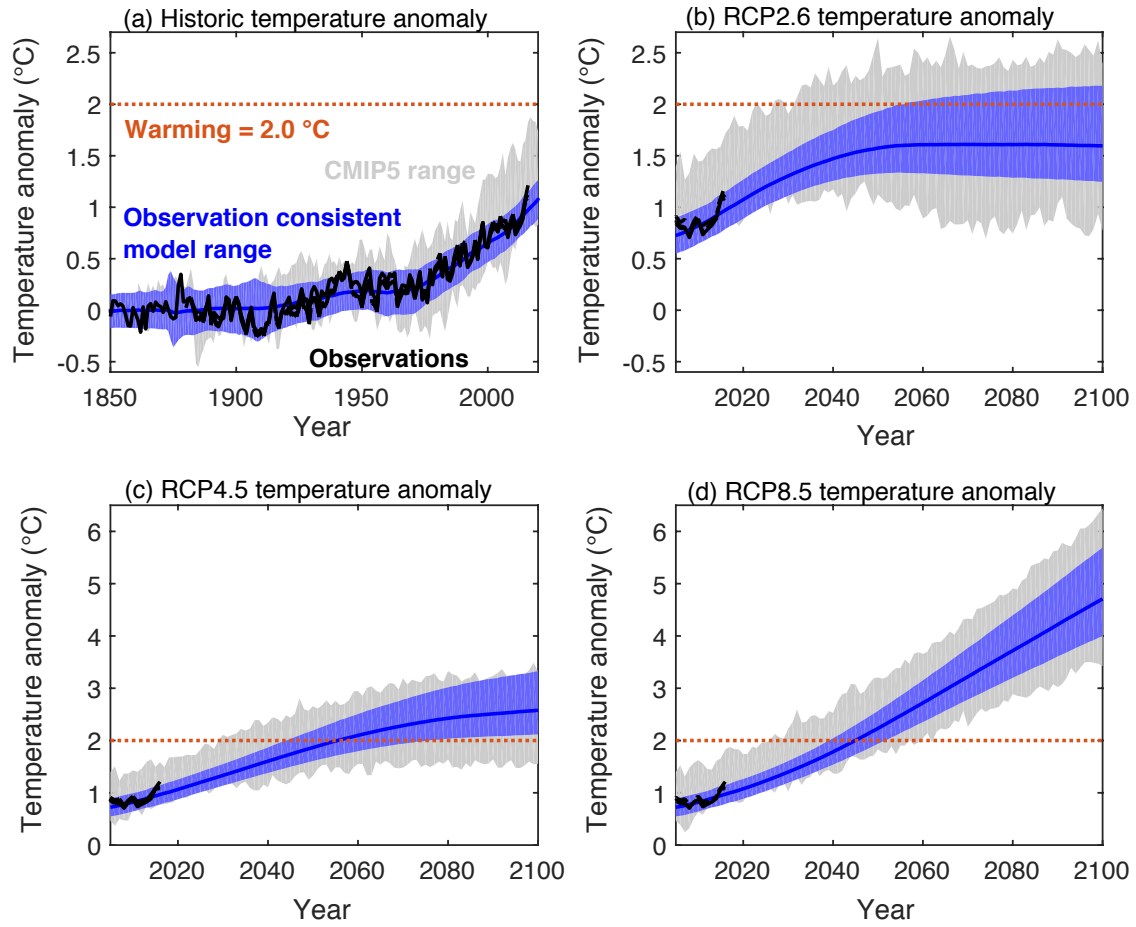 (a) Historic temperature anomaly
Temperature anomaly (°C)
2.5
2
1.5
1
0.5
0
-0.5
Warming = 2.0 °C
CMIP5 range
Observation consistent
model range
Observations
1850
1900
1950
2000
Year
(b) RCP2.6 temperature anomaly
Temperature anomaly (°C)
2.5
2
1.5
1
0.5
0
-0.5
2020
2040
2060
2080
2100
Year
(c) RCP4.5 temperature anomaly
Temperature anomaly (°C)
6
5
4
3
2
1
0
2020
2040
2060
2080
2100
Year
(d) RCP8.5 temperature anomaly
Temperature anomaly (°C)
6
5
4
3
2
1
0
2020
2040
2060
2080
2100
Year